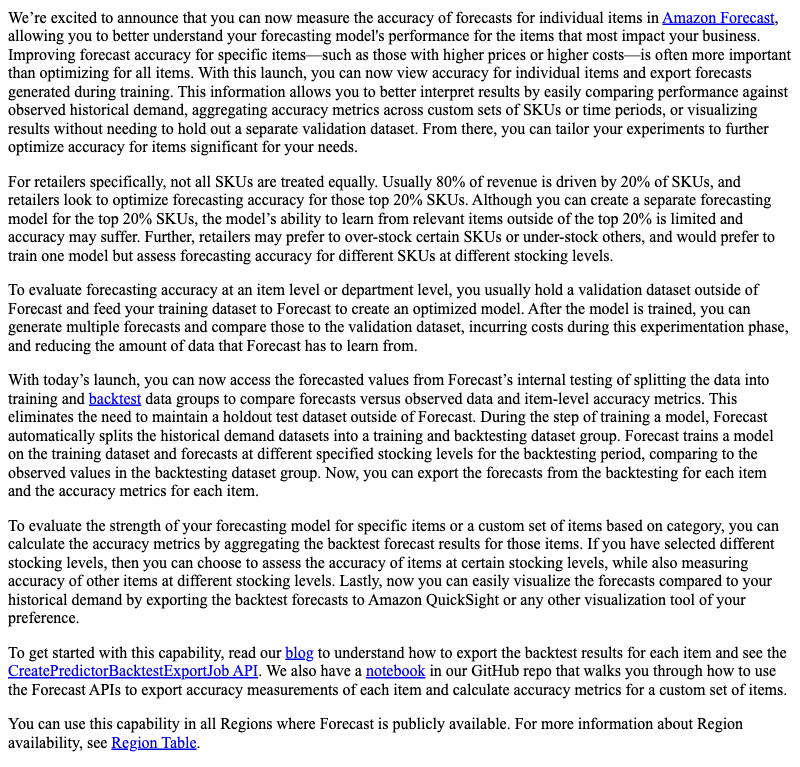 We’re excited to announce that you can now measure the accuracy of forecasts for individual items in Amazon Forecast,
allowing you to better understand your forecasting model's performance for the items that most impact your business.
Improving forecast accuracy for specific items—such as those with higher prices or higher costs—is often more important
than optimizing for all items. With this launch, you can now view accuracy for individual items and export forecasts
generated during training. This information allows you to better interpret results by easily comparing performance against
observed historical demand, aggregating accuracy metrics across custom sets of SKUs or time periods, or visualizing
results without needing to hold out a separate validation dataset. From there, you can tailor your experiments to further
optimize accuracy for items significant for your needs.
For retailers specifically, not all SKUs are treated equally. Usually 80% of revenue is driven by 20% of SKUs, and
retailers look to optimize forecasting accuracy for those top 20% SKUs. Although you can create a separate forecasting
model for the top 20% SKUs, the model’s ability to learn from relevant items outside of the top 20% is limited and
accuracy may suffer. Further, retailers may prefer to over-stock certain SKUs or under-stock others, and would prefer to
train one model but assess forecasting accuracy for different SKUs at different stocking levels.
To evaluate forecasting accuracy at an item level or department level, you usually hold a validation dataset outside of
Forecast and feed your training dataset to Forecast to create an optimized model. After the model is trained, you can
generate multiple forecasts and compare those to the validation dataset, incurring costs during this experimentation phase,
and reducing the amount of data that Forecast has to learn from.
With today’s launch, you can now access the forecasted values from Forecast’s internal testing of splitting the data into
training and backtest data groups to compare forecasts versus observed data and item-level accuracy metrics. This
eliminates the need to maintain a holdout test dataset outside of Forecast. During the step of training a model, Forecast
automatically splits the historical demand datasets into a training and backtesting dataset group. Forecast trains a model
on the training dataset and forecasts at different specified stocking levels for the backtesting period, comparing to the
observed values in the backtesting dataset group. Now, you can export the forecasts from the backtesting for each item
and the accuracy metrics for each item.
To evaluate the strength of your forecasting model for specific items or a custom set of items based on category, you can
calculate the accuracy metrics by aggregating the backtest forecast results for those items. If you have selected different
stocking levels, then you can choose to assess the accuracy of items at certain stocking levels, while also measuring
accuracy of other items at different stocking levels. Lastly, now you can easily visualize the forecasts compared to your
historical demand by exporting the backtest forecasts to Amazon QuickSight or any other visualization tool of your
preference.
To get started with this capability, read our blog to understand how to export the backtest results for each item and see the
CreatePredictorBacktestExportJob API. We also have a notebook in our GitHub repo that walks you through how to use
the Forecast APIs to export accuracy measurements of each item and calculate accuracy metrics for a custom set of items.
You can use this capability in all Regions where Forecast is publicly available. For more information about Region
availability, see Region Table.